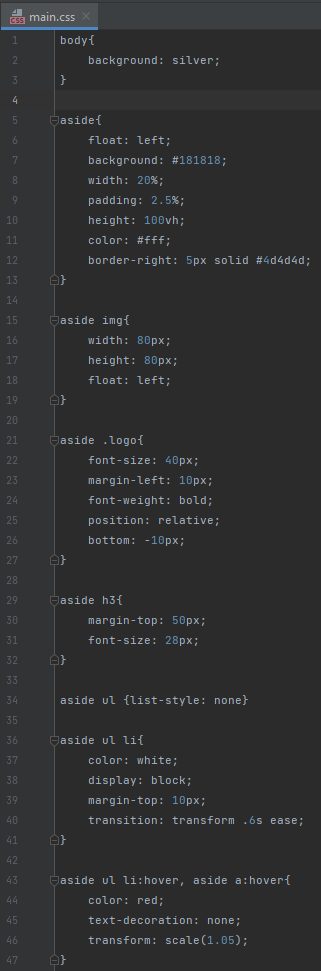 main.css
CSS
1 body{
2     background: silver;
3 }
4
5 aside{
6     float: left;
7     background: #181818;
8     width: 20%;
9     padding: 2.5%;
10     height: 100vh;
11     color: #fff;
12     border-right: 5px solid #4d4d4d;
13 }
14
15 aside img{
16     width: 80px;
17     height: 80px;
18     float: left;
19 }
20
21 aside .logo{
22     font-size: 40px;
23     margin-left: 10px;
24     font-weight: bold;
25     position: relative;
26     bottom: -10px;
27 }
28
29 aside h3{
30     margin-top: 50px;
31     font-size: 28px;
32 }
33
34 aside ul {list-style: none}
35
36 aside ul li{
37     color: white;
38     display: block;
39     margin-top: 10px;
40     transition: transform .6s ease;
41 }
42
43 aside ul li:hover, aside a:hover{
44     color: red;
45     text-decoration: none;
46     transform: scale(1.05);
47 }